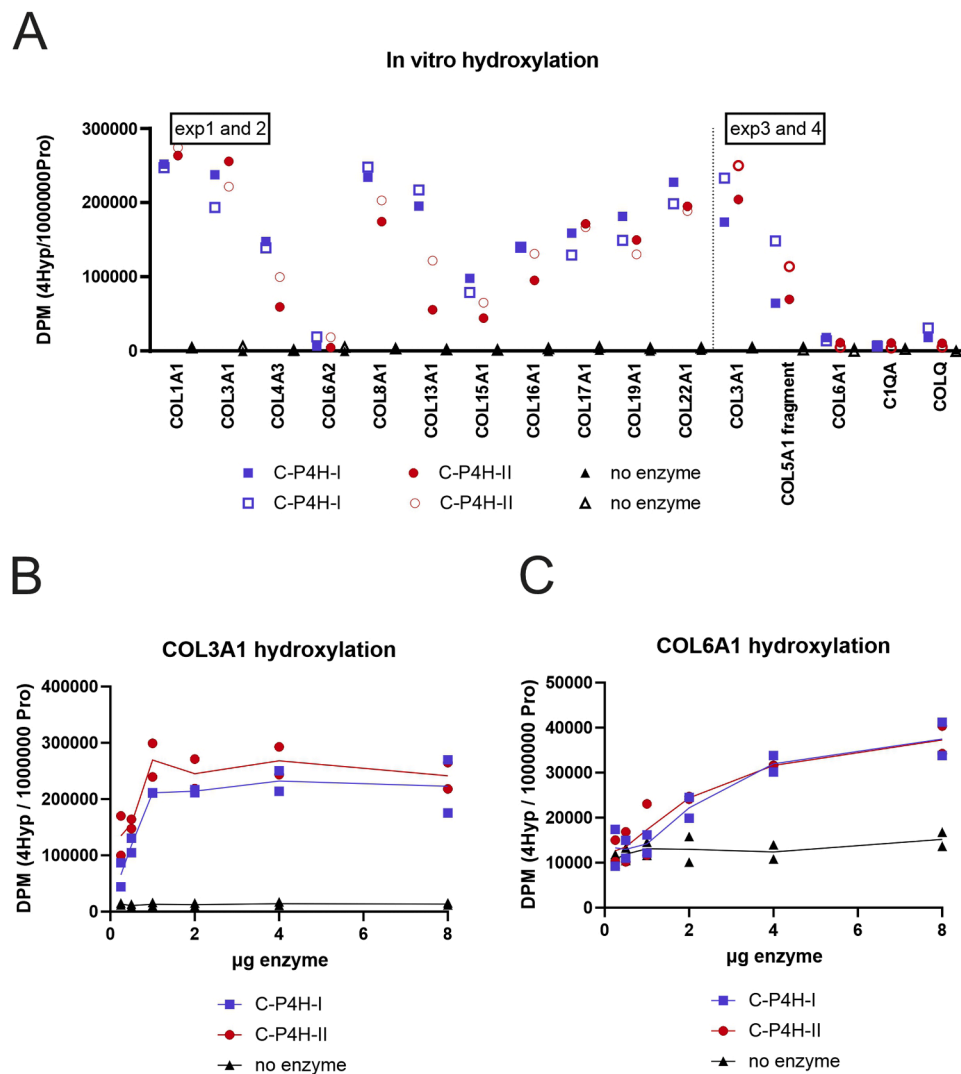 A
In vitro hydroxylation
exp1 and 2
exp3 and 4
DPM (4Hyp/1000000Pro)
300000
200000
100000
0
COL1A1
COL3A1
COL4A3
COL6A2
COL8A1
COL13A1
COL15A1
COL16A1
COL17A1
COL19A1
COL22A1
COL3A1
COL5A1 fragment
COL6A1
C1QA
COLQ
C-P4H-I C-P4H-II no enzyme
C-P4H-I C-P4H-II no enzyme
B
COL3A1 hydroxylation
DPM (4Hyp / 1000000 Pro)
400000
300000
200000
100000
0
0 2 4 6 8
µg enzyme
C-P4H-I
C-P4H-II
no enzyme
C
COL6A1 hydroxylation
DPM (4Hyp / 1000000 Pro)
50000
40000
30000
20000
10000
0
0 2 4 6 8
µg enzyme
C-P4H-I
C-P4H-II
no enzyme